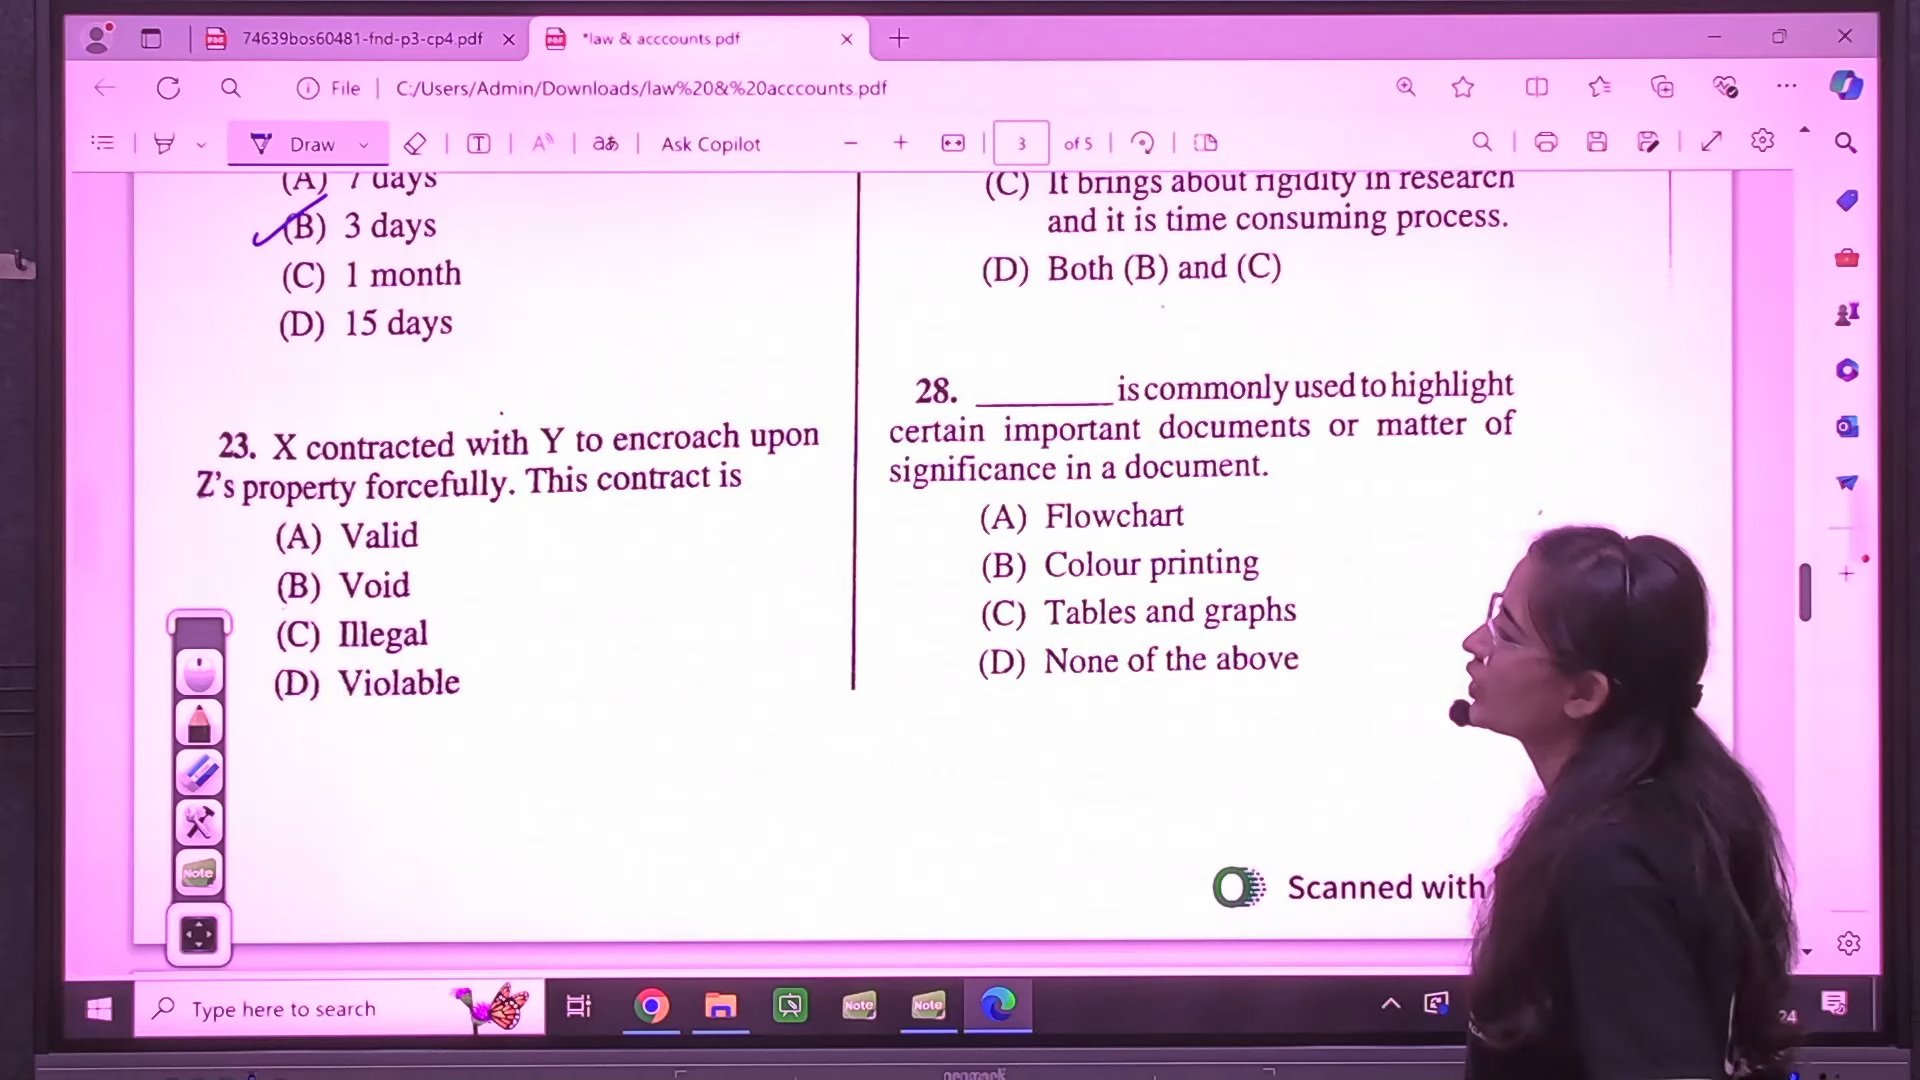 74639bos60481-fnd-p3-cp4.pdf
*law & acccounts pdf
File
C:/Users/Admin/Downloads/law%20&%20acccounts.pdf
Draw
Ask Copilot
3 of 5
(A) 7 days
(B) 3 days
(C) 1 month
(D) 15 days
23. X contracted with Y to encroach upon
Z's property forcefully. This contract is
(A) Valid
(B) Void
(C) Illegal
(D) Violable
(C) It brings about rigidity in research
and it is time consuming process.
(D) Both (B) and (C)
28. ________ is commonly used to highlight
certain important documents or matter of
significance in a document.
(A) Flowchart
(B) Colour printing
(C) Tables and graphs
(D) None of the above
Scanned with
Note
Type here to search
Note
Note
24